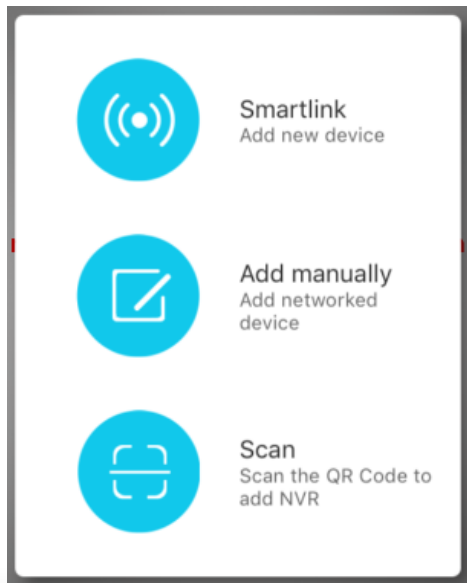 Smartlink
Add new device
Add manually
Add networked
device
Scan
Scan the QR Code to
add NVR